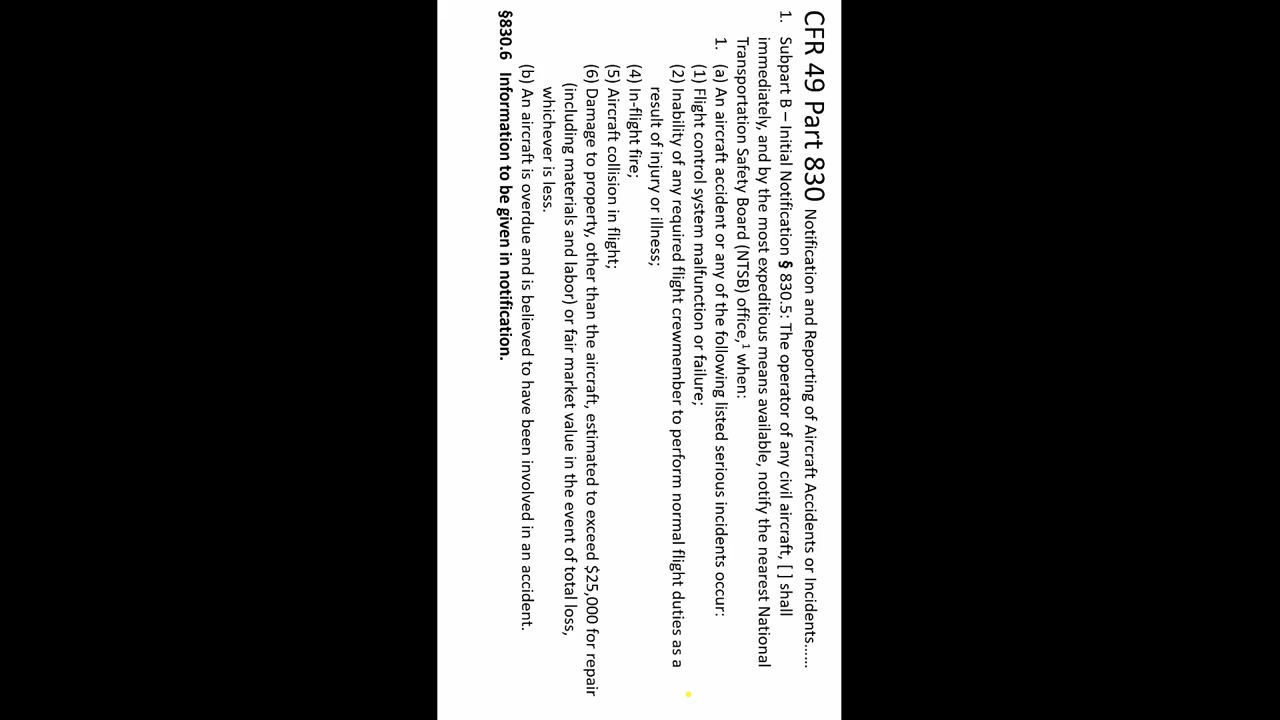 CFR 49 Part 830 Notification and Reporting of Aircraft Accidents or Incidents......
1. Subpart B – Initial Notification § 830.5: The operator of any civil aircraft, [ ] shall
immediately, and by the most expeditious means available, notify the nearest National
Transportation Safety Board (NTSB) office,¹ when:
1. (a) An aircraft accident or any of the following listed serious incidents occur:
(1) Flight control system malfunction or failure;
(2) Inability of any required flight crewmember to perform normal flight duties as a
result of injury or illness;
(4) In-flight fire;
(5) Aircraft collision in flight;
(6) Damage to property, other than the aircraft, estimated to exceed $25,000 for repair
(including materials and labor) or fair market value in the event of total loss,
whichever is less.
(b) An aircraft is overdue and is believed to have been involved in an accident.
§830.6 Information to be given in notification.